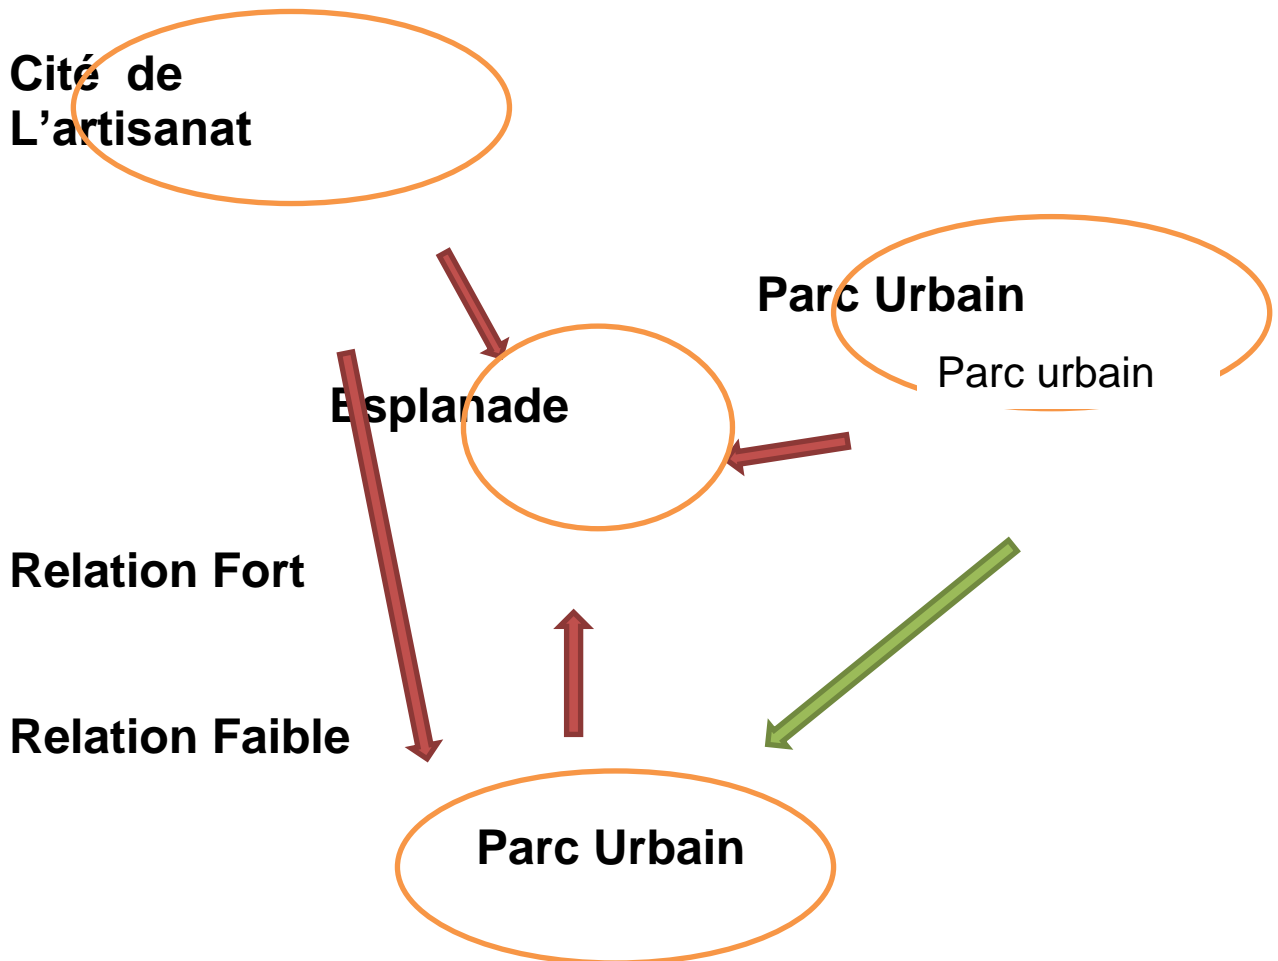 Cité  de
L’artisanat
Parc Urbain
Parc urbain
Esplanade
Relation Fort
Relation Faible
Parc Urbain